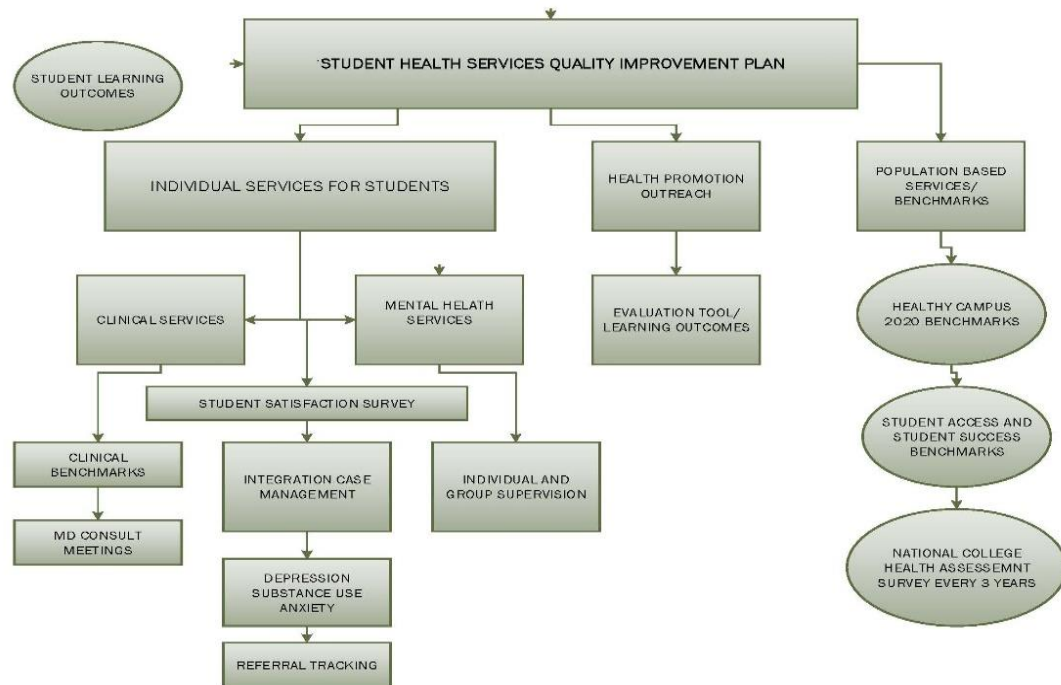 STUDENT LEARNING
OUTCOMES
STUDENT HEALTH SERVICES QUALITY IMPROVEMENT PLAN
INDIVIDUAL SERVICES FOR STUDENTS
HEALTH PROMOTION
OUTREACH
POPULATION BASED
SERVICES/
BENCHMARKS
CLINICAL SERVICES
MENTAL HELATH
SERVICES
EVALUATION TOOL/
LEARNING OUTCOMES
HEALTHY CAMPUS
2020 BENCHMARKS
STUDENT SATISFACTION SURVEY
STUDENT ACCESS AND
STUDENT SUCCESS
BENCHMARKS
CLINICAL
BENCHMARKS
INTEGRATION CASE
MANAGEMENT
INDIVIDUAL AND
GROUP SUPERVISION
MD CONSULT
MEETINGS
NATIONAL COLLEGE
HEALTH ASSESSEMNT
SURVEY EVERY 3 YEARS
DEPRESSION
SUBSTANCE USE
ANXIETY
REFERRAL TRACKING